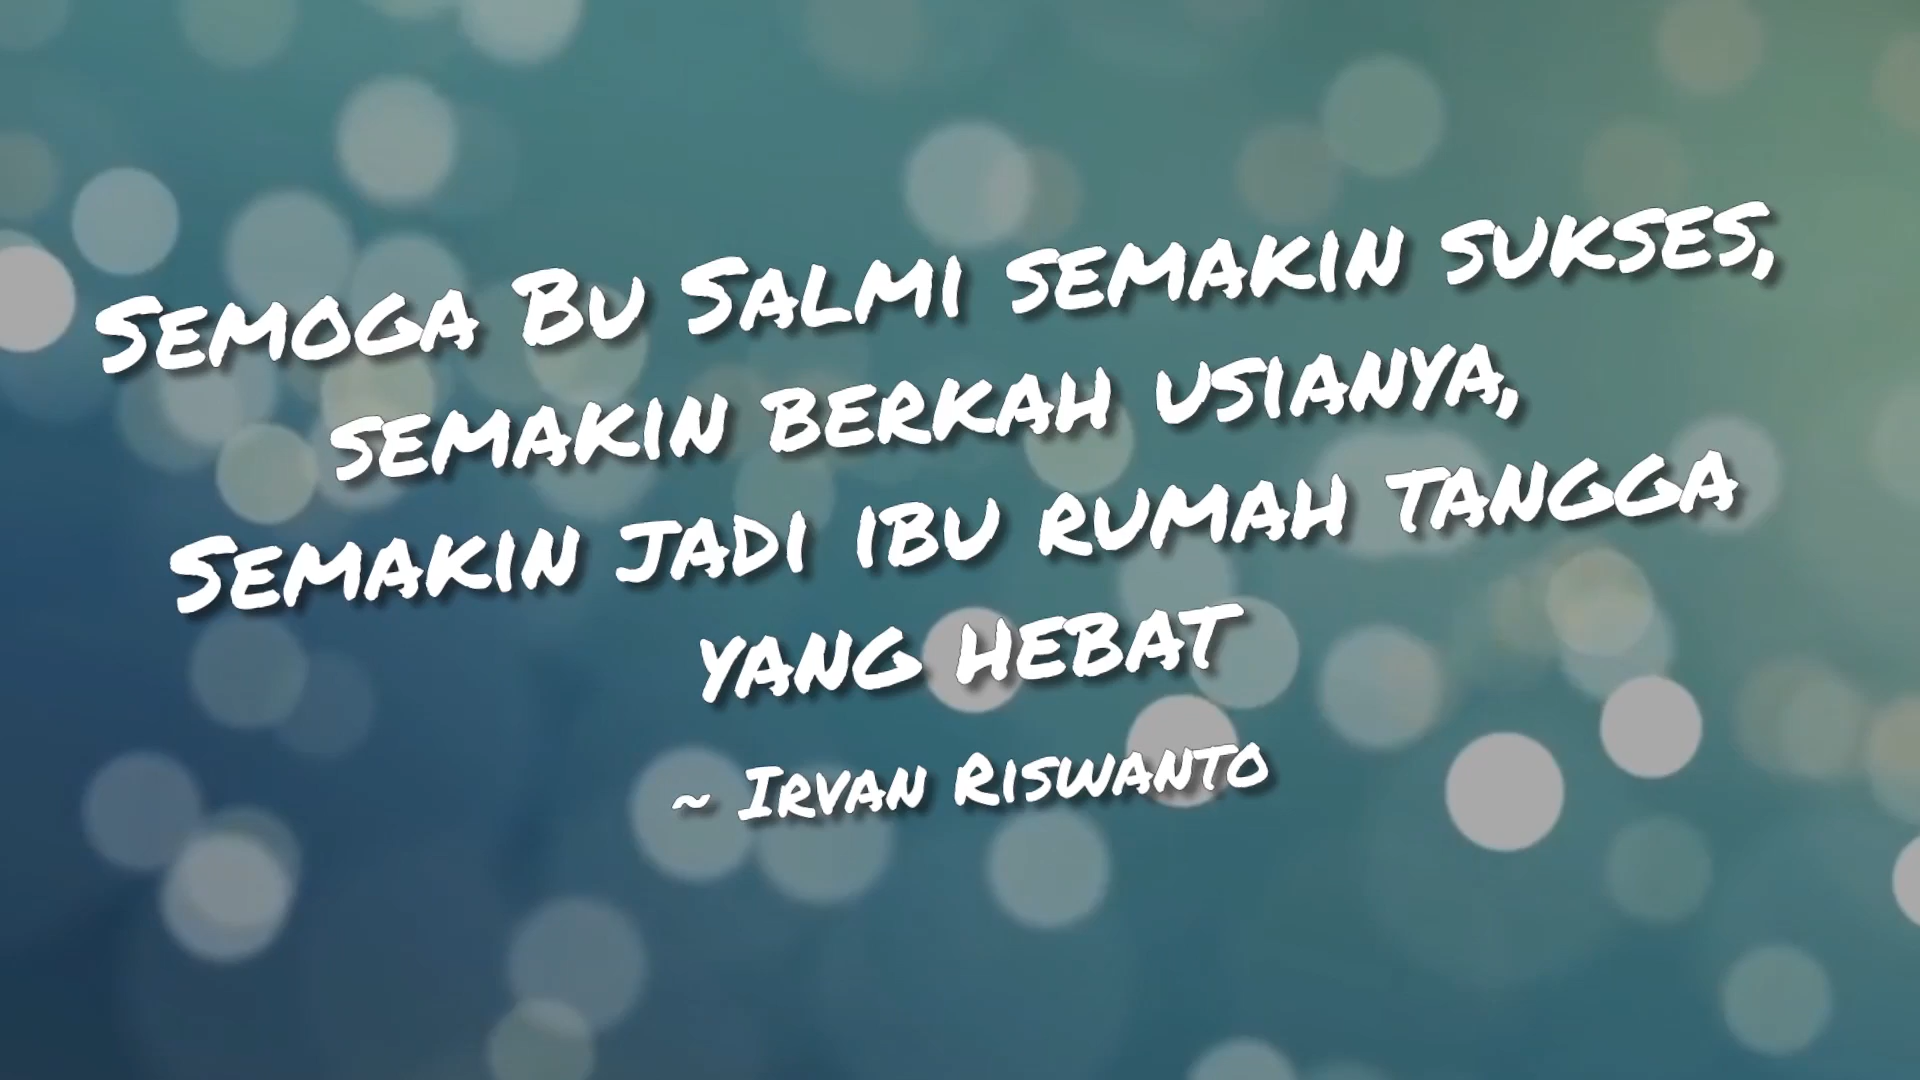 Semoga Bu Salmi semakin sukses,
semakin berkah usianya,
Semakin jadi ibu rumah tangga
yang hebat
~ Irvan Riswanto